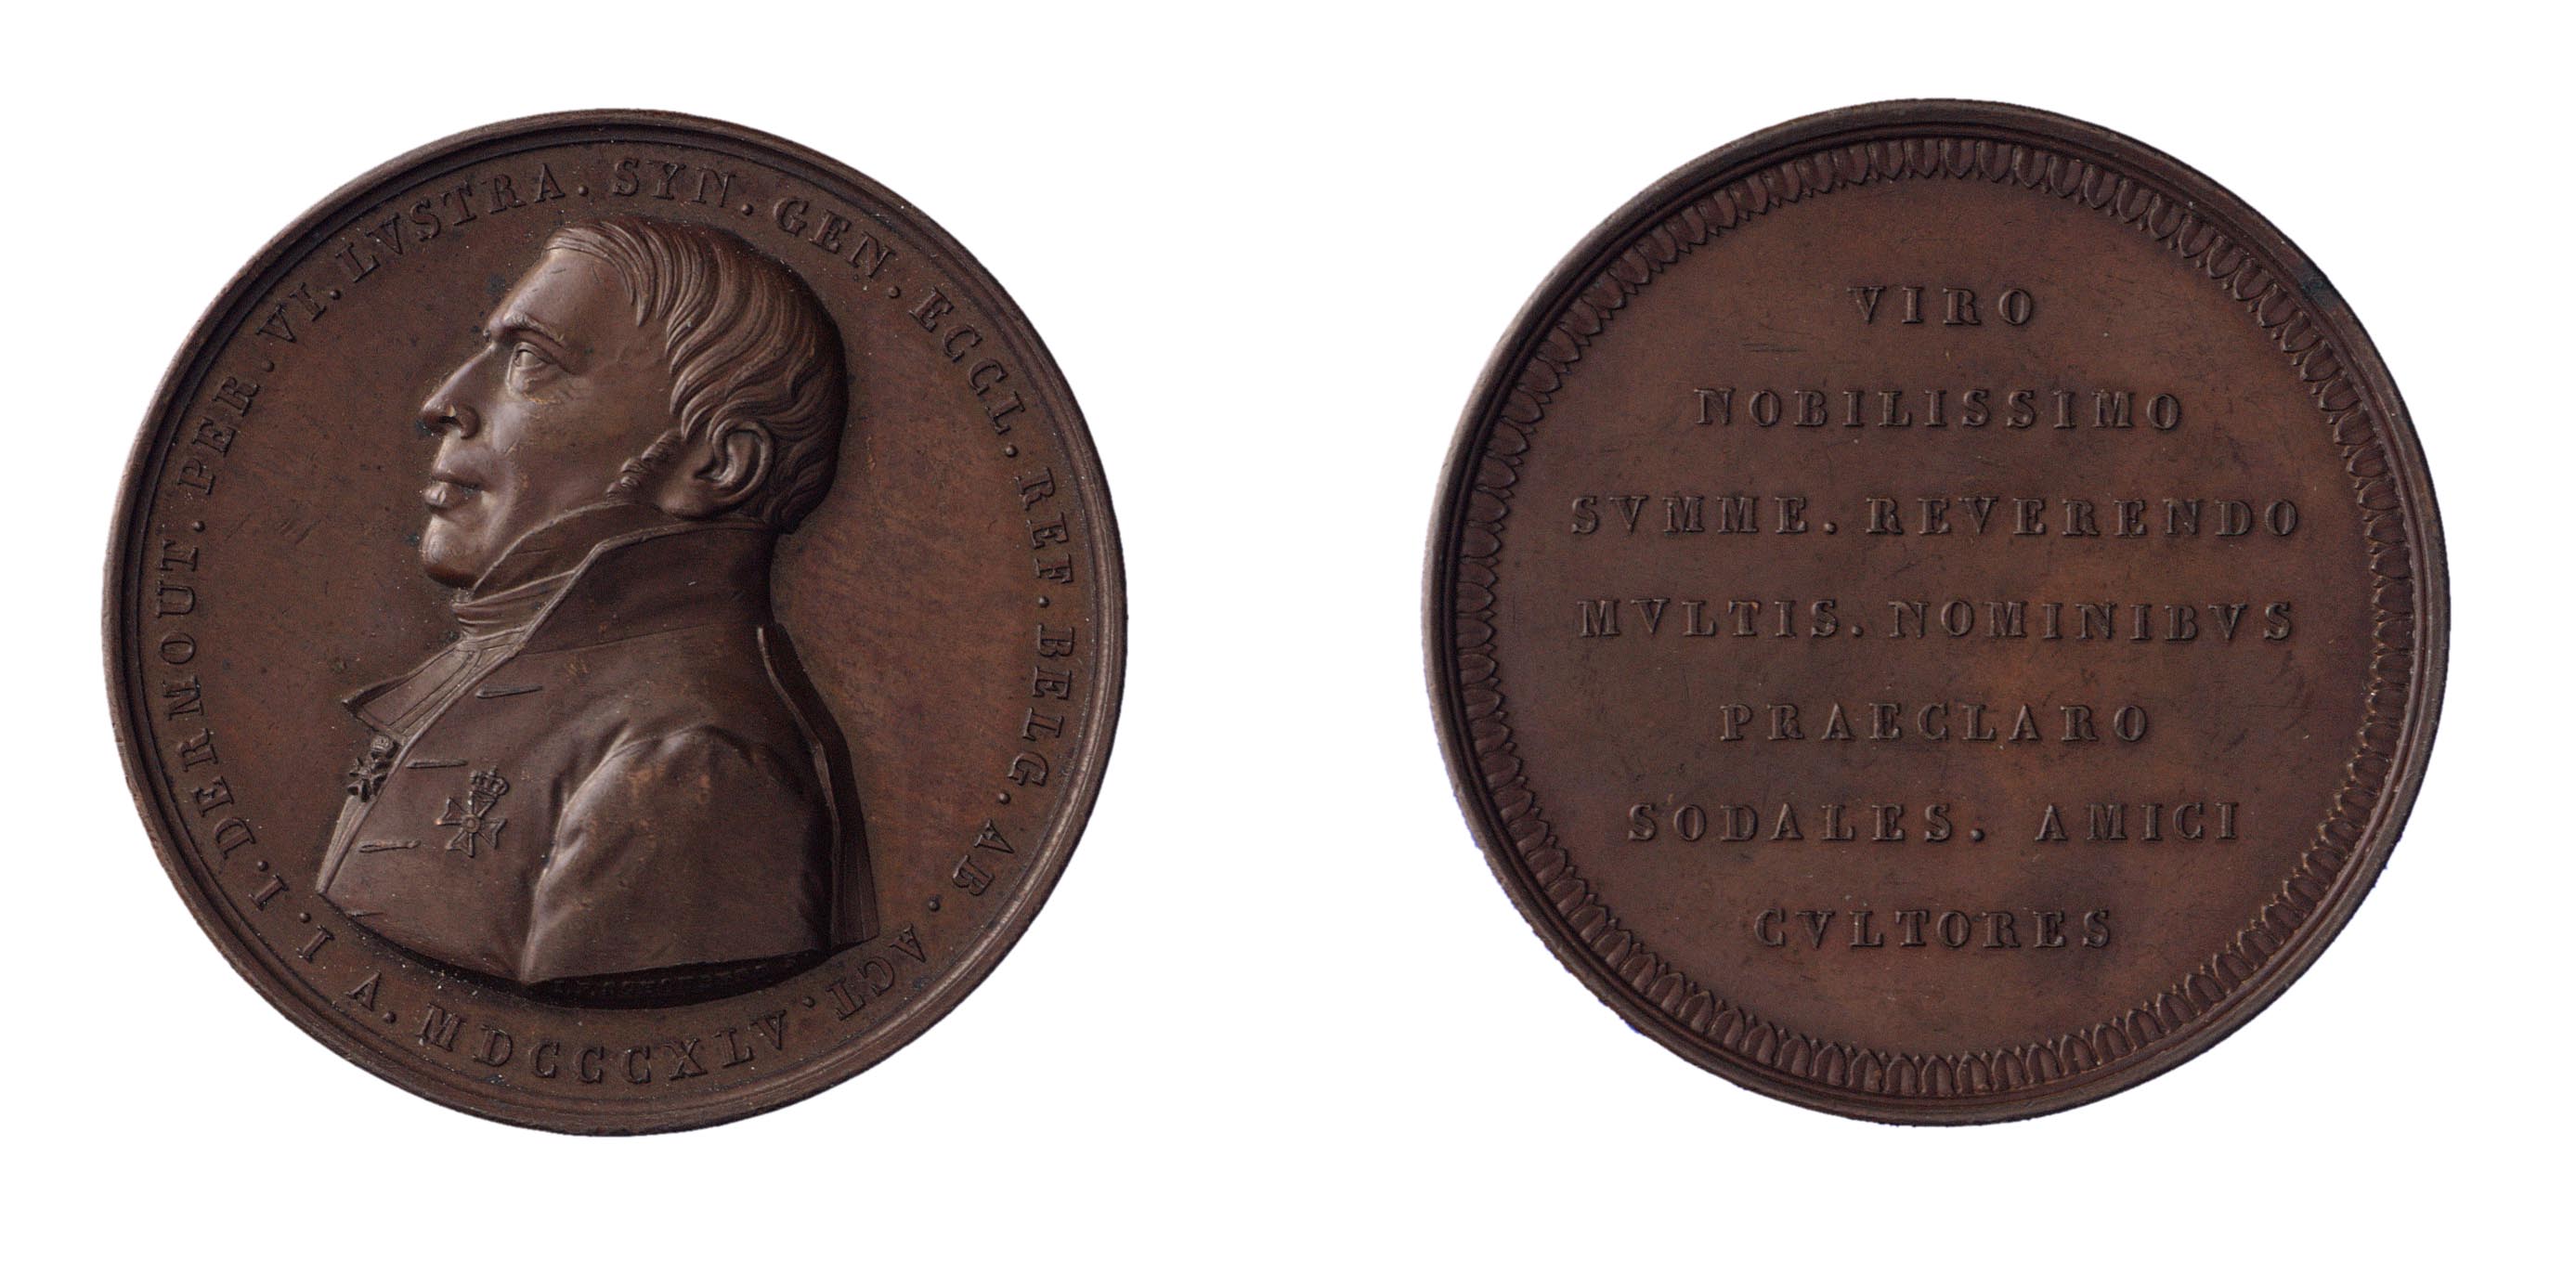 I. I. DERMOUT. PER. VI. LVSTRA. SYN. GEN. ECCL. REF. BELG. AB. ACT. A. MDCCCXLV.
VIRO
NOBILISSIMO
SVMME. REVERENDO
MVLTIS. NOMINIBVS
PRAECLARO
SODALES. AMICI
CVLTORES